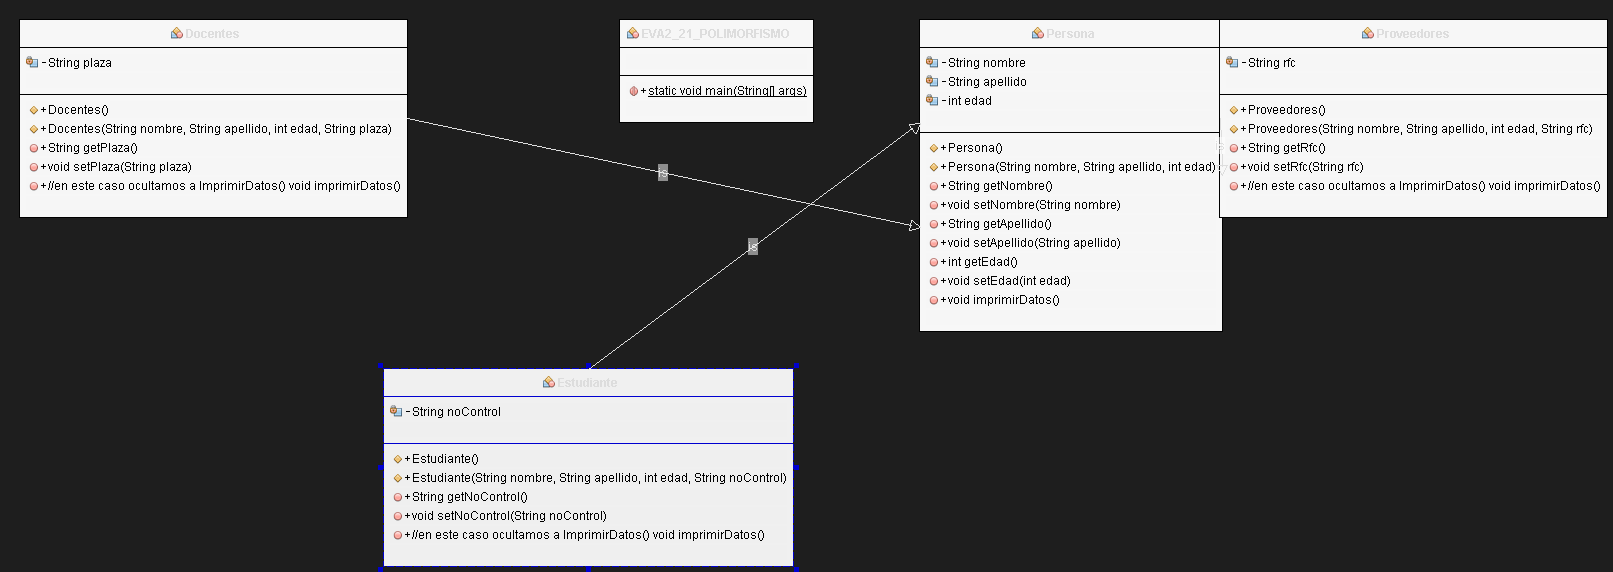 Docentes
- String plaza
+ Docentes()
+ Docentes(String nombre, String apellido, int edad, String plaza)
+ String getPlaza()
+ void setPlaza(String plaza)
+ //en este caso ocultamos a ImprimirDatos() void imprimirDatos()
EVA2_21_POLIMORFISMO
+ static void main(String[] args)
Persona
- String nombre
- String apellido
- int edad
+ Persona()
+ Persona(String nombre, String apellido, int edad)
+ String getNombre()
+ void setNombre(String nombre)
+ String getApellido()
+ void setApellido(String apellido)
+ int getEdad()
+ void setEdad(int edad)
+ void imprimirDatos()
Proveedores
- String rfc
+ Proveedores()
+ Proveedores(String nombre, String apellido, int edad, String rfc)
+ String getRfc()
+ void setRfc(String rfc)
+ //en este caso ocultamos a ImprimirDatos() void imprimirDatos()
is
is
Estudiante
- String noControl
+ Estudiante()
+ Estudiante(String nombre, String apellido, int edad, String noControl)
+ String getNoControl()
+ void setNoControl(String noControl)
+ //en este caso ocultamos a ImprimirDatos() void imprimirDatos()